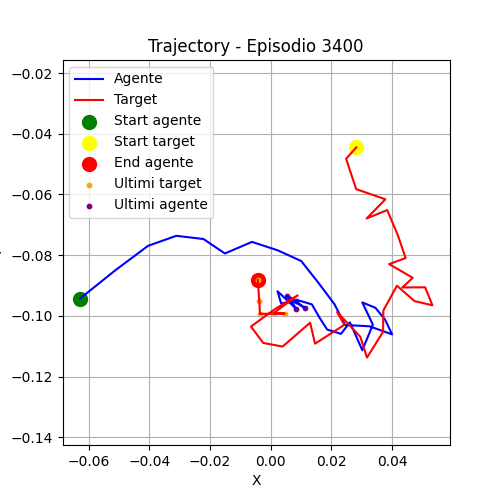 Trajectory - Episodio 3400
Agente
Target
Start agente
Start target
End agente
Ultimi target
Ultimi agente
−0.02
−0.04
−0.06
−0.08
−0.10
−0.12
−0.14
−0.06 −0.04 −0.02 0.00 0.02 0.04
X